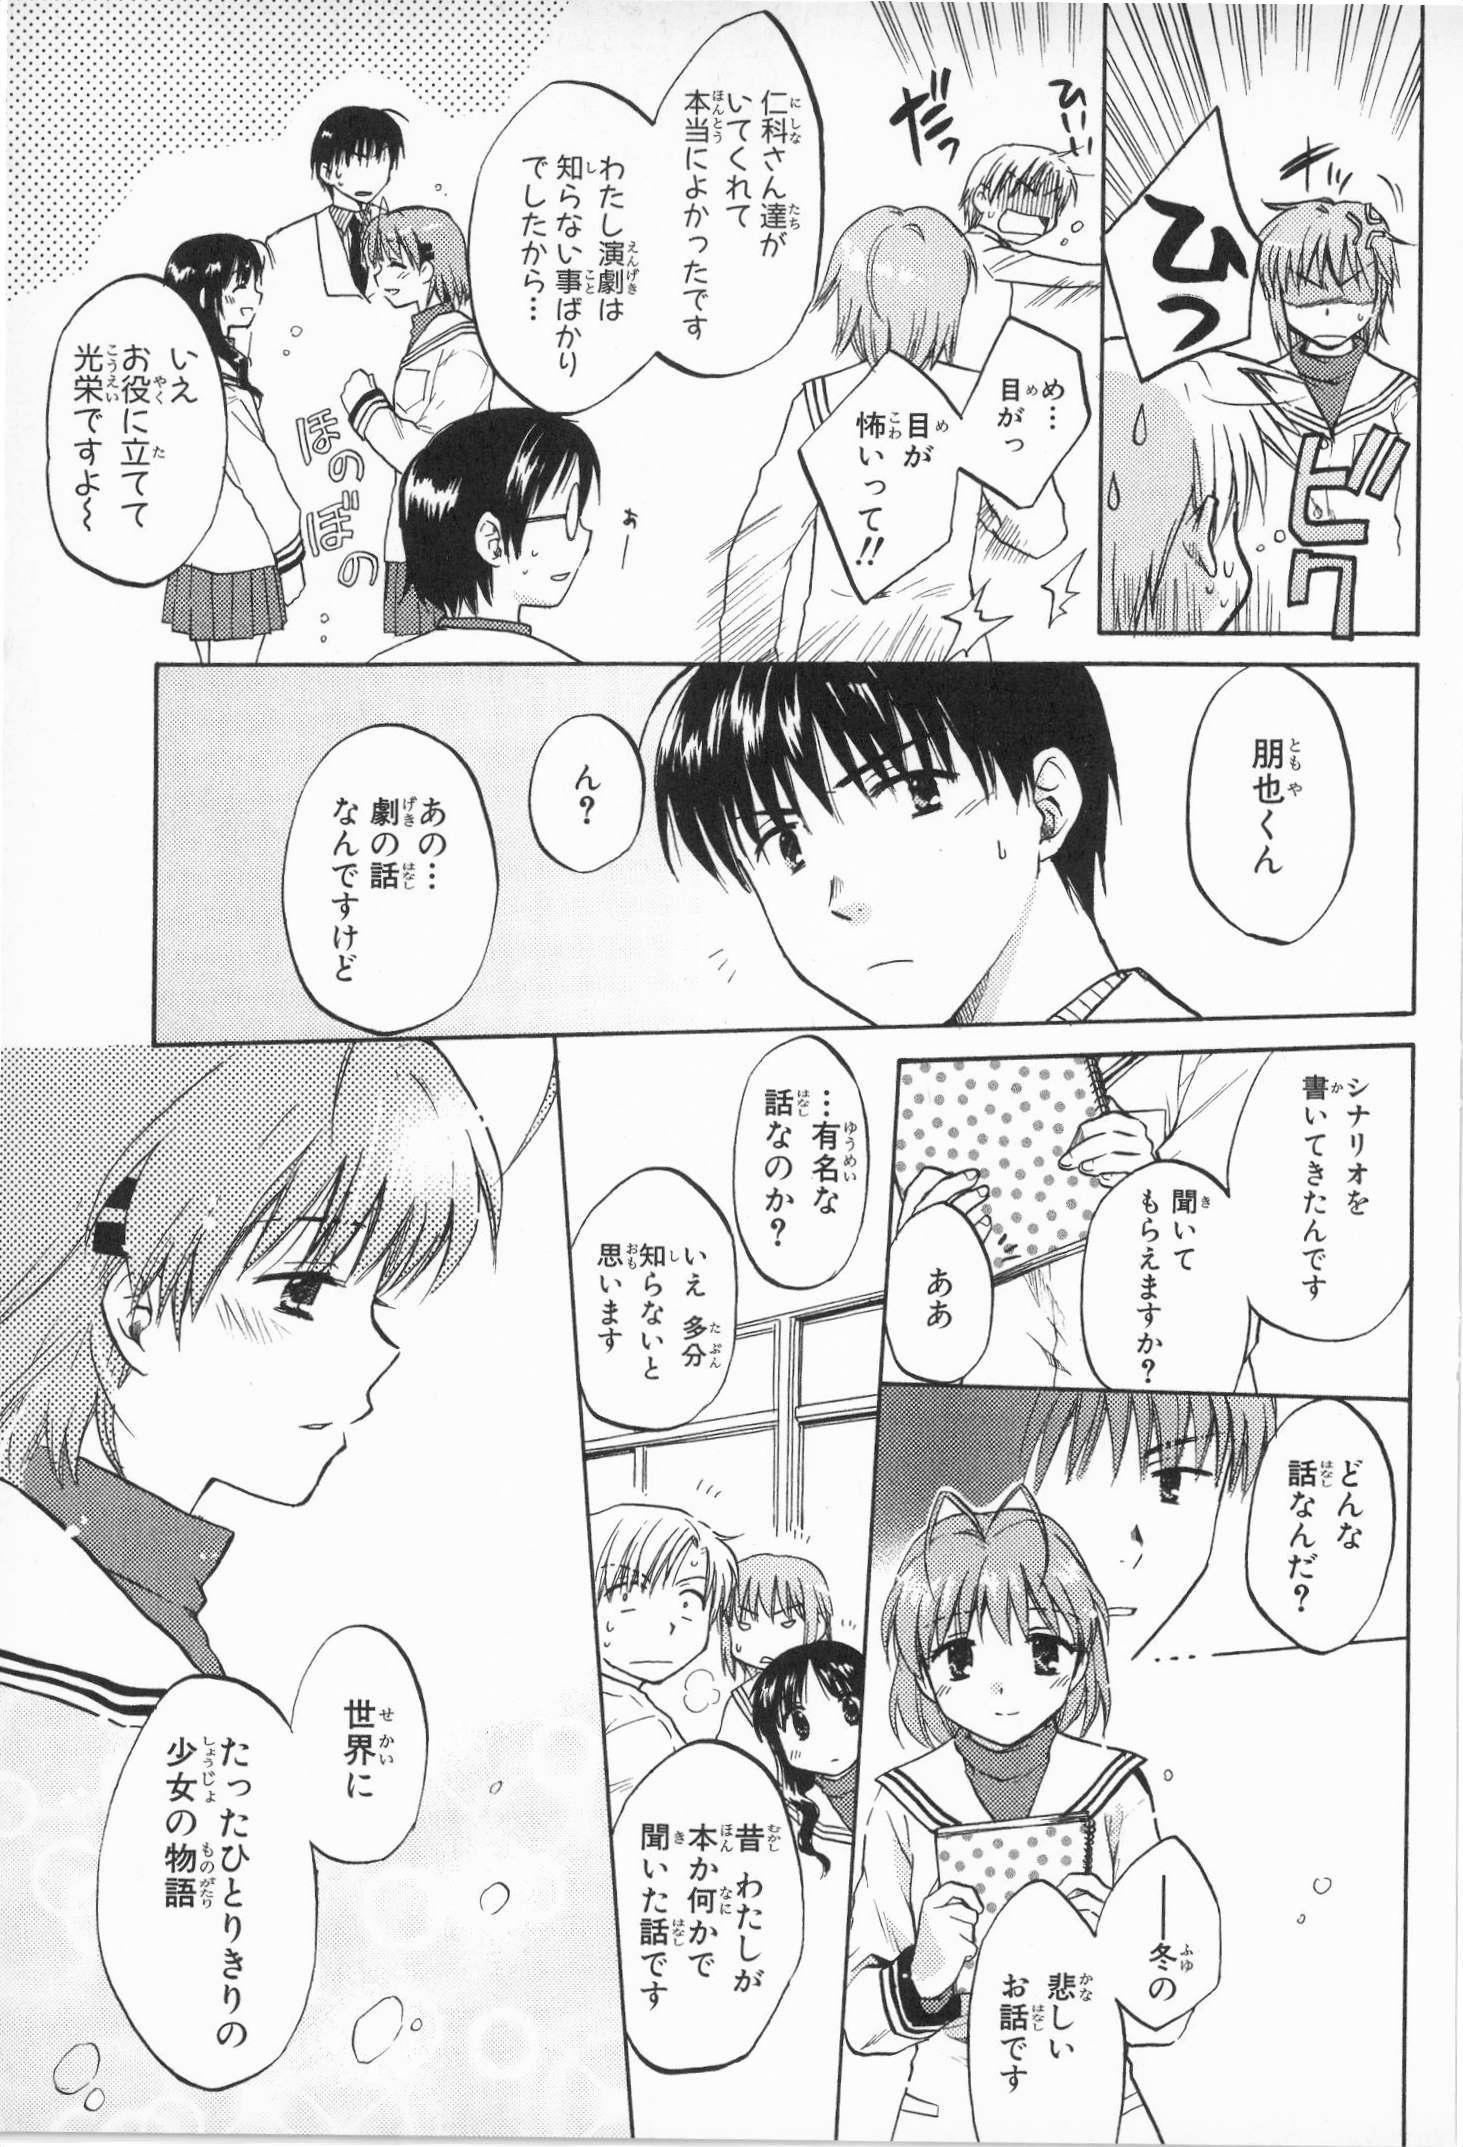 ギッ
ひっ
ビク
だっ
ひぃぃ
め…
目がっ
目が
怖いって!!
仁科さん達が
いてくれて
本当によかったです
わたし演劇は
知らない事ばかり
でしたから…
あー
ほのぼの
いえ
お役に立てて
光栄ですよ〜
朋也くん
ん?
あの…
劇の話
なんですけど
シナリオを
書いてきたんです
聞いて
もらえますか?
ああ
どんな
話なんだ?
──冬の
悲しい
お話です
…有名な
話なのか?
いえ 多分
知らないと
思います
昔 わたしが
本か何かで
聞いた話です
世界に
たったひとりきりの
少女の物語